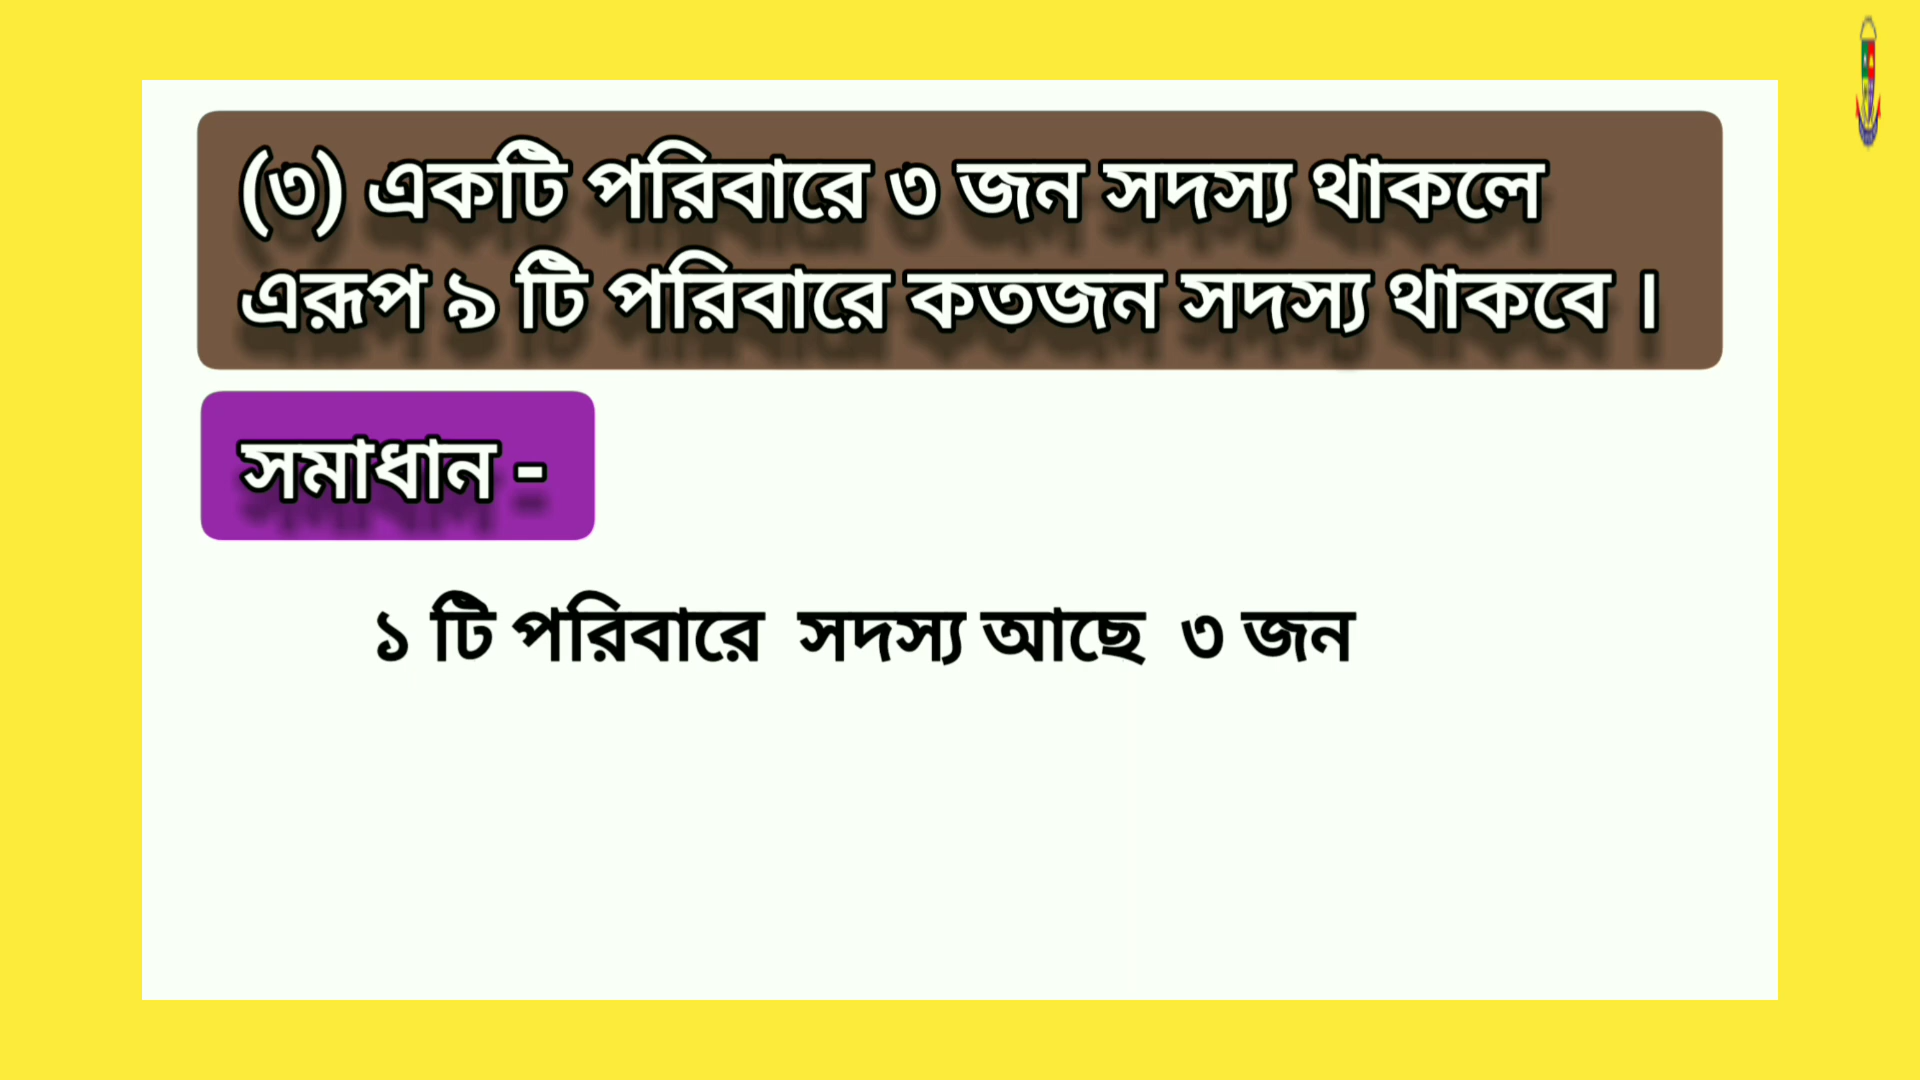 (৩) একটি পরিবারে ৩ জন সদস্য থাকলে
এরূপ ৯ টি পরিবারে কতজন সদস্য থাকবে ।
সমাধান -
১ টি পরিবারে সদস্য আছে ৩ জন